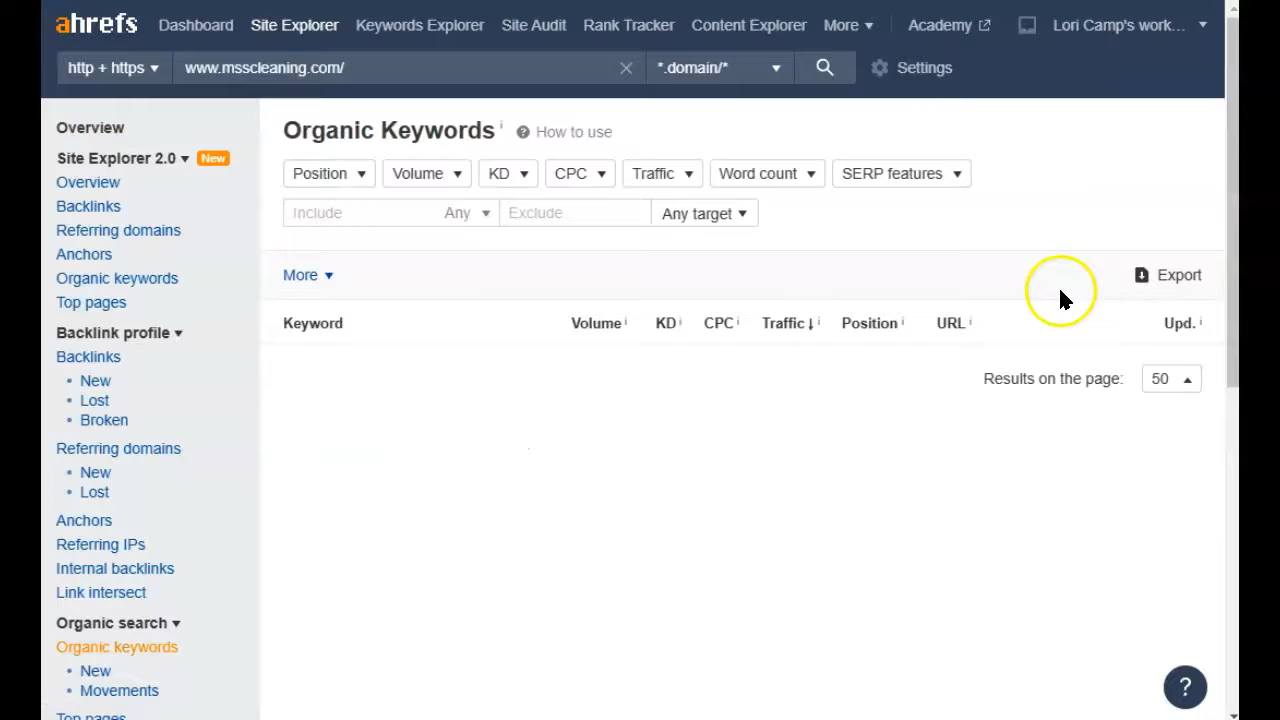 ahrefs Dashboard Site Explorer Keywords Explorer Site Audit Rank Tracker Content Explorer More Academy Lori Camp's work...
http + https www.msscleaning.com/ *.domain/* Settings
Overview
Site Explorer 2.0 New
Overview
Backlinks
Referring domains
Anchors
Organic keywords
Top pages
Backlink profile
Backlinks
• New
• Lost
• Broken
Referring domains
• New
• Lost
Anchors
Referring IPs
Internal backlinks
Link intersect
Organic search
Organic keywords
• New
• Movements
Top pages
Organic Keywords i ? How to use
Position Volume KD CPC Traffic Word count SERP features
Include Any Exclude Any target
More Export
Keyword Volume i KD i CPC i Traffic ↓ i Position i URL i Upd. i
Results on the page: 50
?